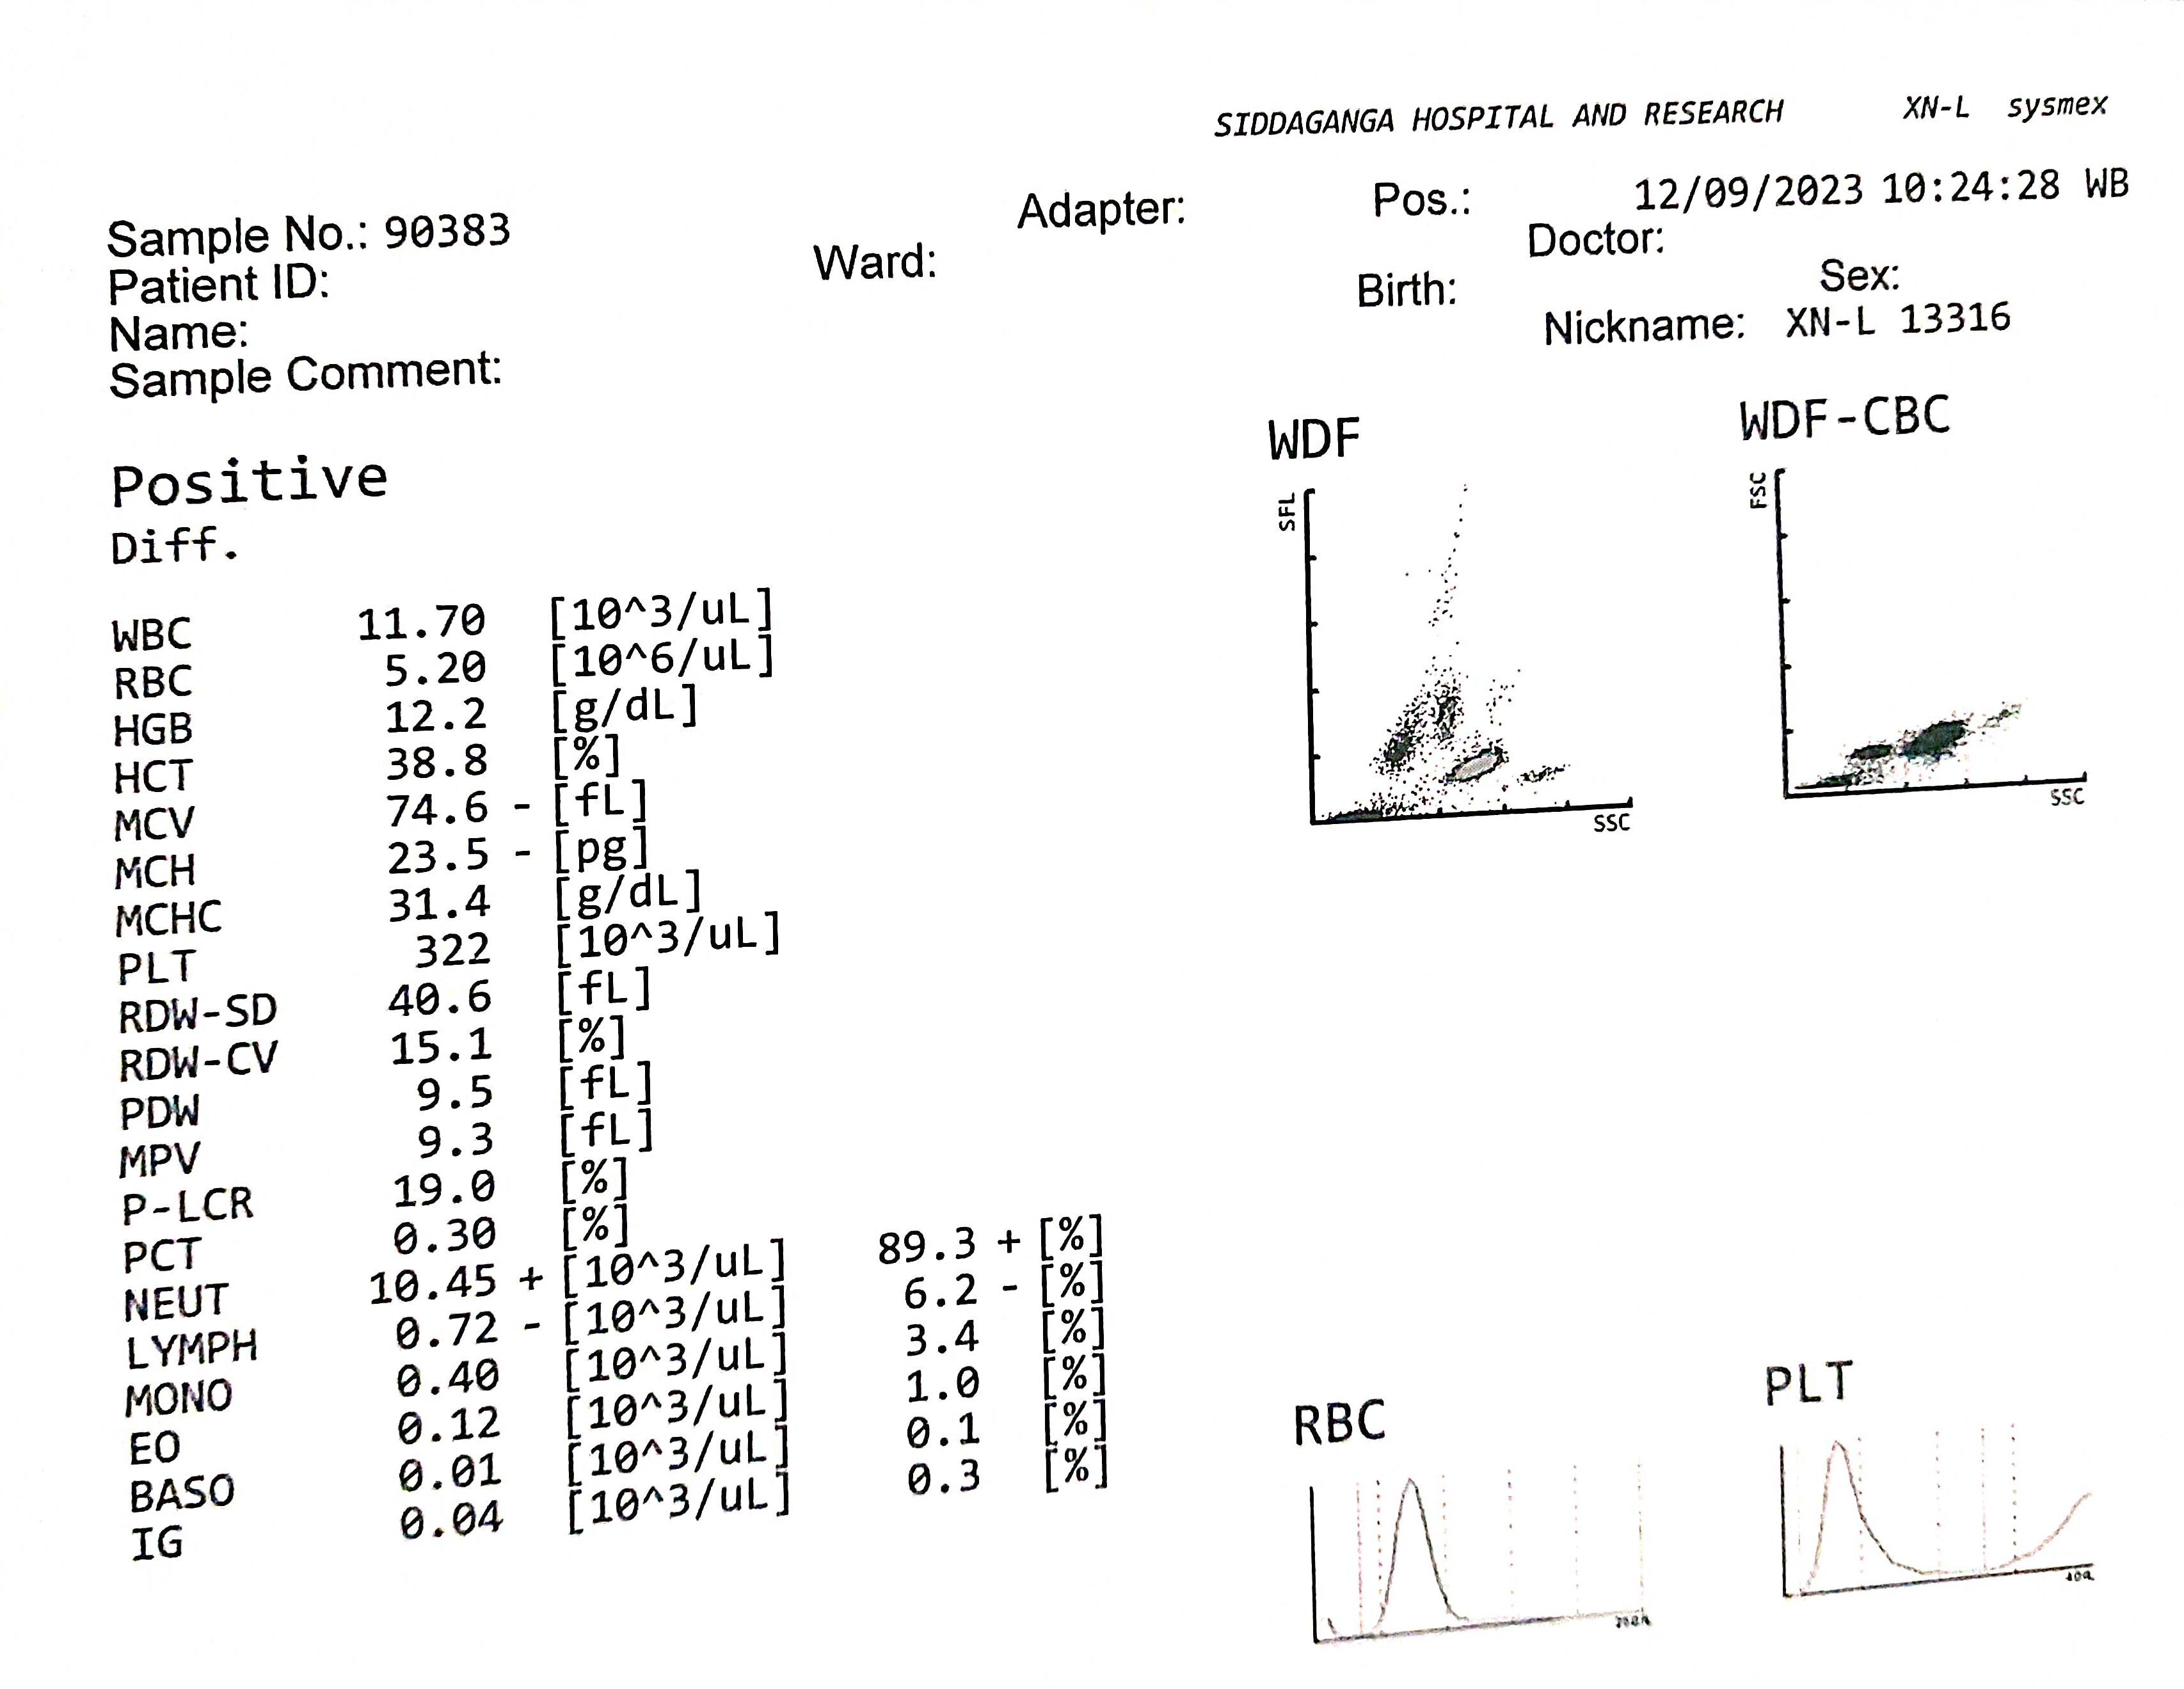 SIDDAGANGA HOSPITAL AND RESEARCH XN-L sysmex
Sample No.: 90383 Adapter: Pos.: 12/09/2023 10:24:28 WB
Patient ID: Ward: Doctor:
Name: Birth: Sex:
Sample Comment: Nickname: XN-L 13316
Positive
Diff.
WDF WDF-CBC
SFL FSC
SSC SSC
WBC 11.70 [10^3/uL]
RBC 5.20 [10^6/uL]
HGB 12.2 [g/dL]
HCT 38.8 [%]
MCV 74.6 - [fL]
MCH 23.5 - [pg]
MCHC 31.4 [g/dL]
PLT 322 [10^3/uL]
RDW-SD 40.6 [fL]
RDW-CV 15.1 [%]
PDW 9.5 [fL]
MPV 9.3 [fL]
P-LCR 19.0 [%]
PCT 0.30 [%]
NEUT 10.45 + [10^3/uL] 89.3 + [%]
LYMPH 0.72 - [10^3/uL] 6.2 - [%]
MONO 0.40 [10^3/uL] 3.4 [%]
EO 0.12 [10^3/uL] 1.0 [%]
BASO 0.01 [10^3/uL] 0.1 [%]
IG 0.04 [10^3/uL] 0.3 [%]
RBC PLT